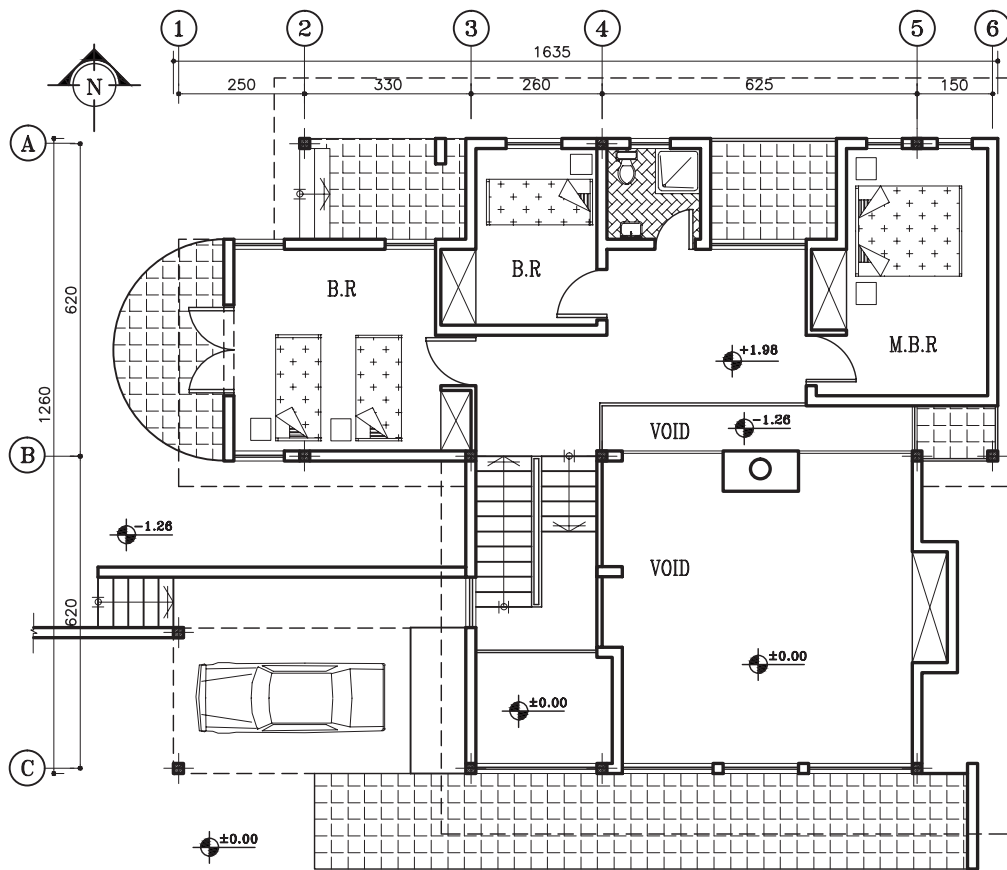 1 2 3 4 5 6
1635
N
250 330 260 625 150
A
B.R
B.R
620
M.B.R
+1.98
1260
VOID
-1.26
B
-1.26
VOID
620
±0.00
±0.00
C
±0.00